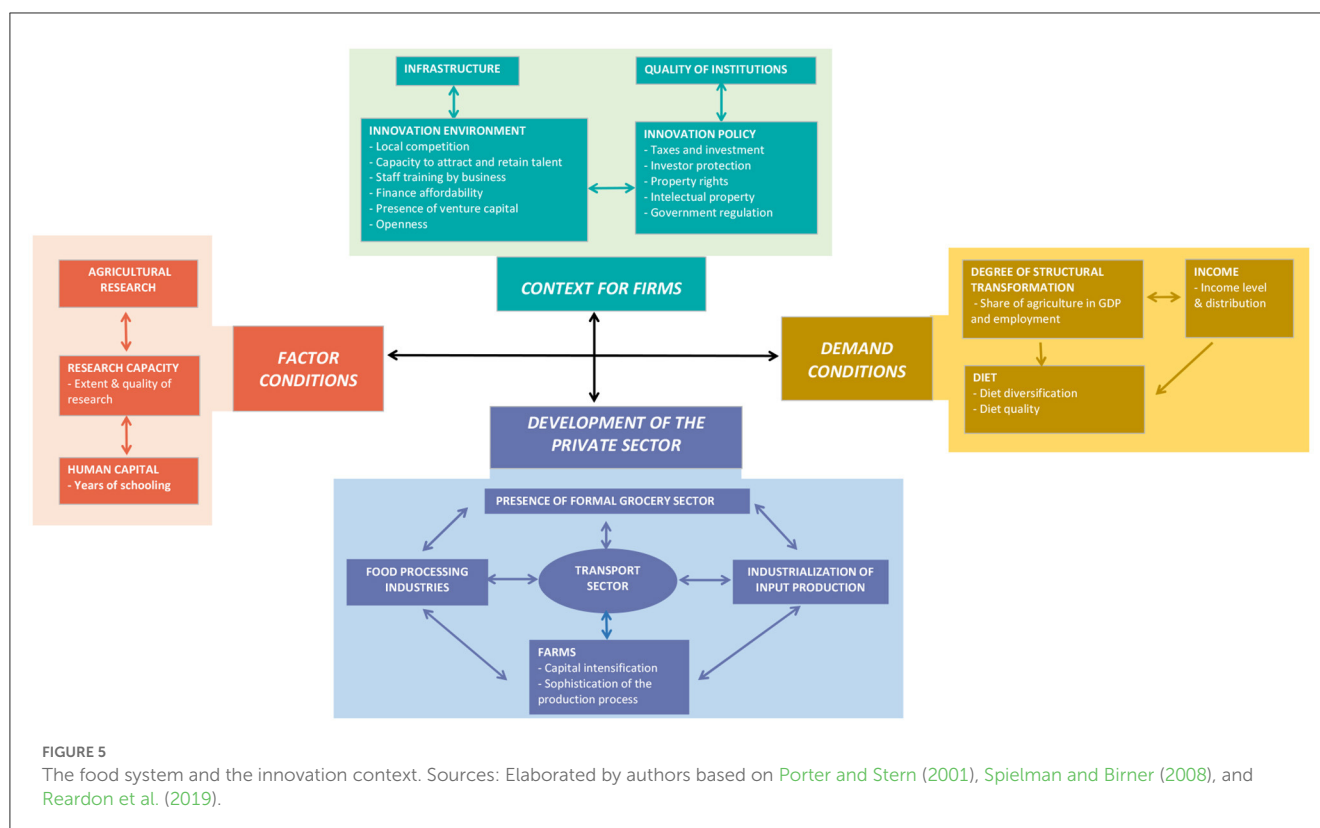 INFRASTRUCTURE
QUALITY OF INSTITUTIONS
INNOVATION ENVIRONMENT
- Local competition
- Capacity to attract and retain talent
- Staff training by business
- Finance affordability
- Presence of venture capital
- Openness
INNOVATION POLICY
- Taxes and investment
- Investor protection
- Property rights
- Intelectual property
- Government regulation
CONTEXT FOR FIRMS
AGRICULTURAL
RESEARCH
RESEARCH CAPACITY
- Extent & quality of
research
HUMAN CAPITAL
- Years of schooling
FACTOR
CONDITIONS
DEMAND
CONDITIONS
DEGREE OF STRUCTURAL
TRANSFORMATION
- Share of agriculture in GDP
and employment
INCOME
- Income level
& distribution
DIET
- Diet diversification
- Diet quality
DEVELOPMENT OF THE
PRIVATE SECTOR
PRESENCE OF FORMAL GROCERY SECTOR
FOOD PROCESSING
INDUSTRIES
TRANSPORT
SECTOR
INDUSTRIALIZATION OF
INPUT PRODUCTION
FARMS
- Capital intensification
- Sophistication of the
production process
FIGURE 5
The food system and the innovation context. Sources: Elaborated by authors based on Porter and Stern (2001), Spielman and Birner (2008), and
Reardon et al. (2019).